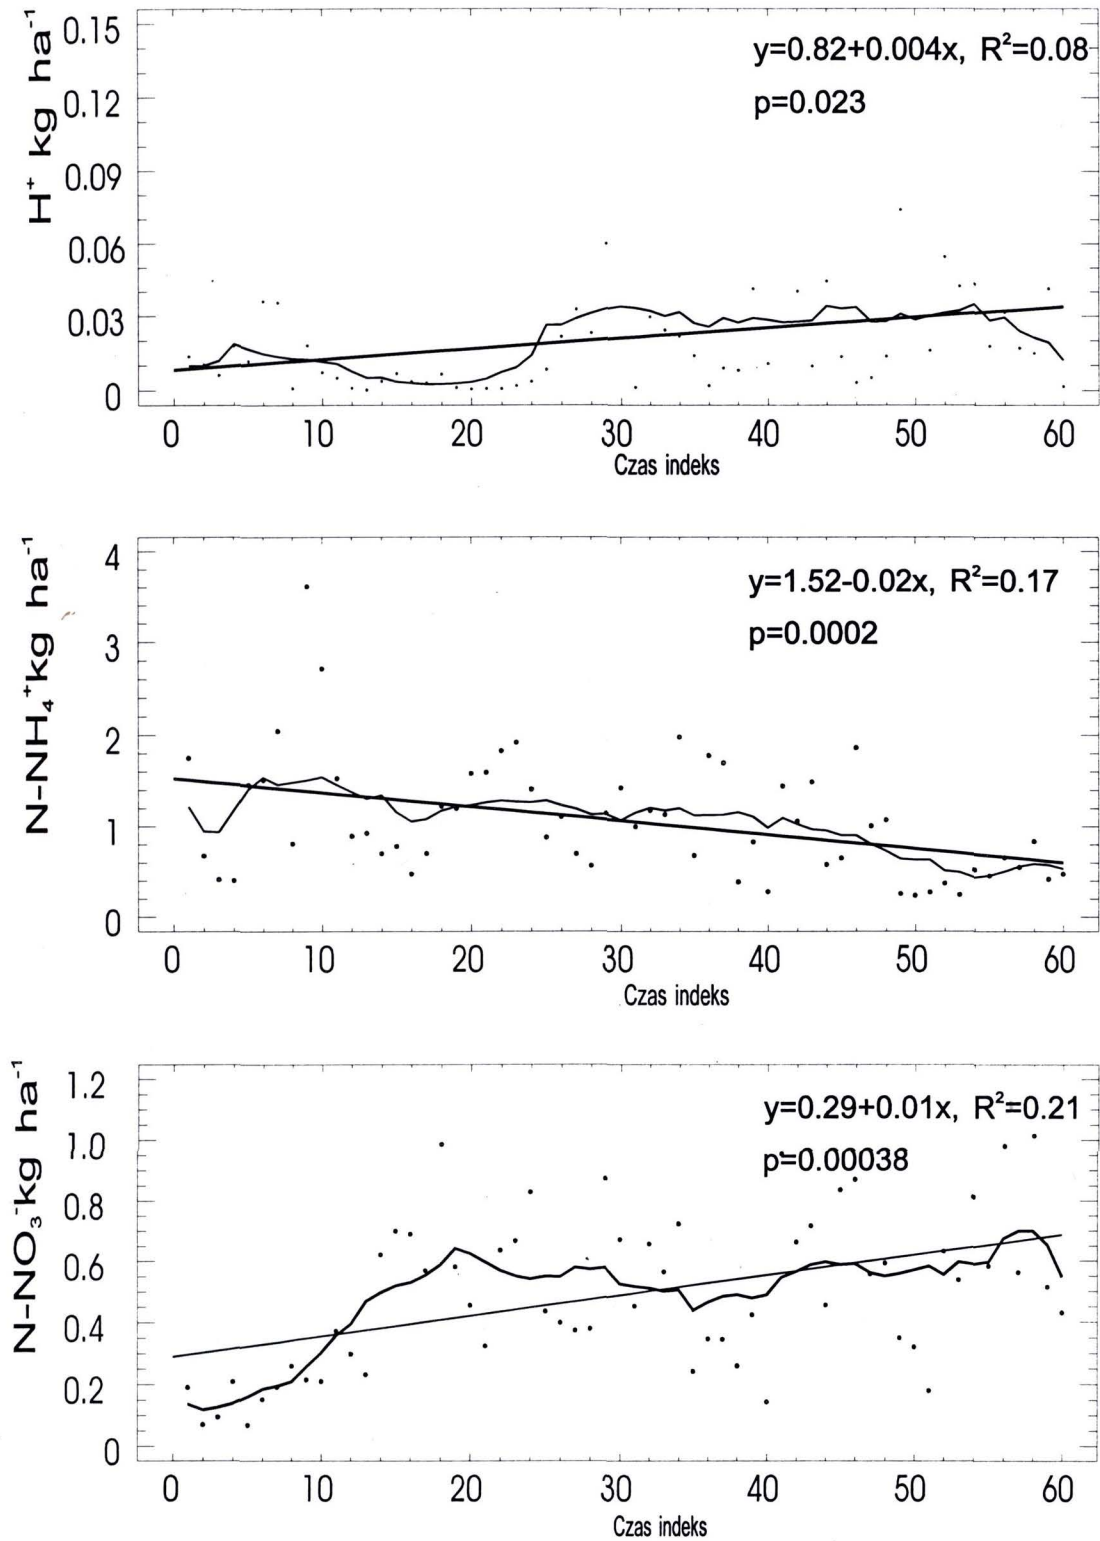 H⁺ kg ha⁻¹
0.15
0.12
0.09
0.06
0.03
0
y=0.82+0.004x, R²=0.08
p=0.023
0 10 20 30 40 50 60
Czas indeks
N-NH₄⁺kg ha⁻¹
4
3
2
1
0
y=1.52-0.02x, R²=0.17
p=0.0002
0 10 20 30 40 50 60
Czas indeks
N-NO₃⁻kg ha⁻¹
1.2
1.0
0.8
0.6
0.4
0.2
0
y=0.29+0.01x, R²=0.21
p=0.00038
0 10 20 30 40 50 60
Czas indeks